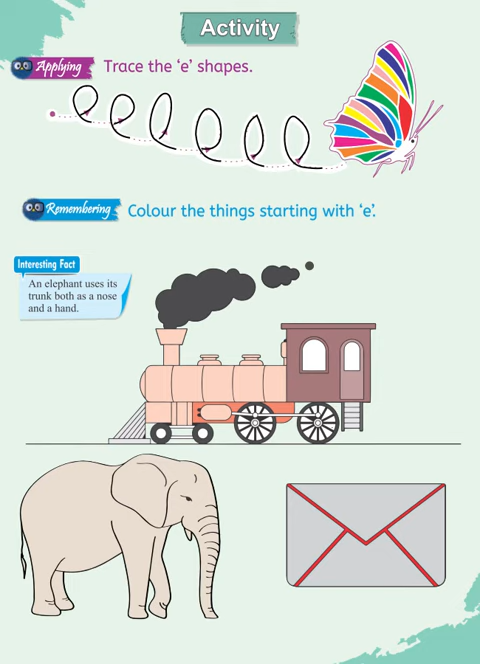 Activity
Applying Trace the ‘e’ shapes.
Remembering Colour the things starting with ‘e’.
Interesting Fact
An elephant uses its
trunk both as a nose
and a hand.